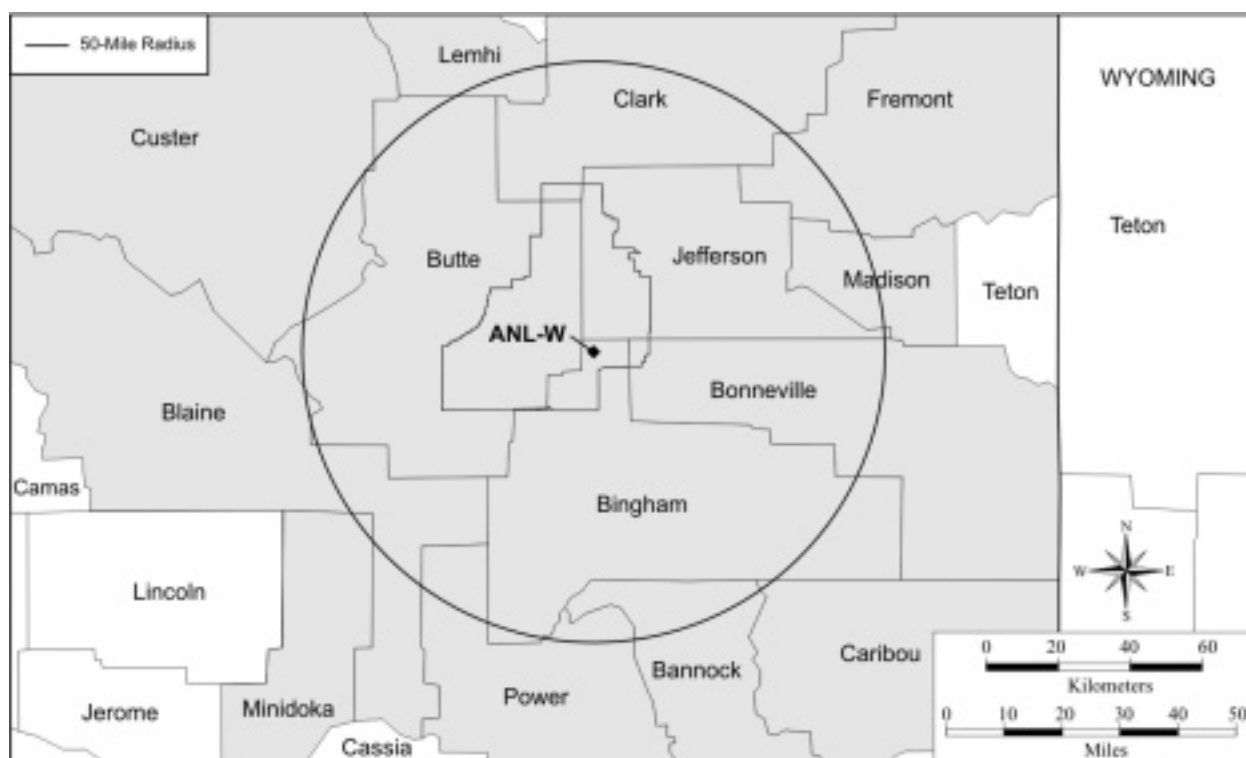 50-Mile Radius
Lemhi
WYOMING
Clark
Fremont
Custer
Teton
Butte
Jefferson
Madison
Teton
ANL-W
Bonneville
Blaine
Camas
Bingham
N
W E
S
Lincoln
Caribou
0 20 40 60
Kilometers
Bannock
Power
Jerome
Minidoka
0 10 20 30 40 50
Miles
Cassia